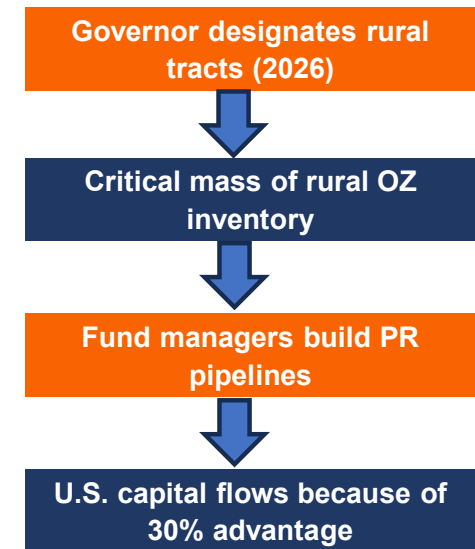 Governor designates rural
tracts (2026)
Critical mass of rural OZ
inventory
Fund managers build PR
pipelines
U.S. capital flows because of
30% advantage